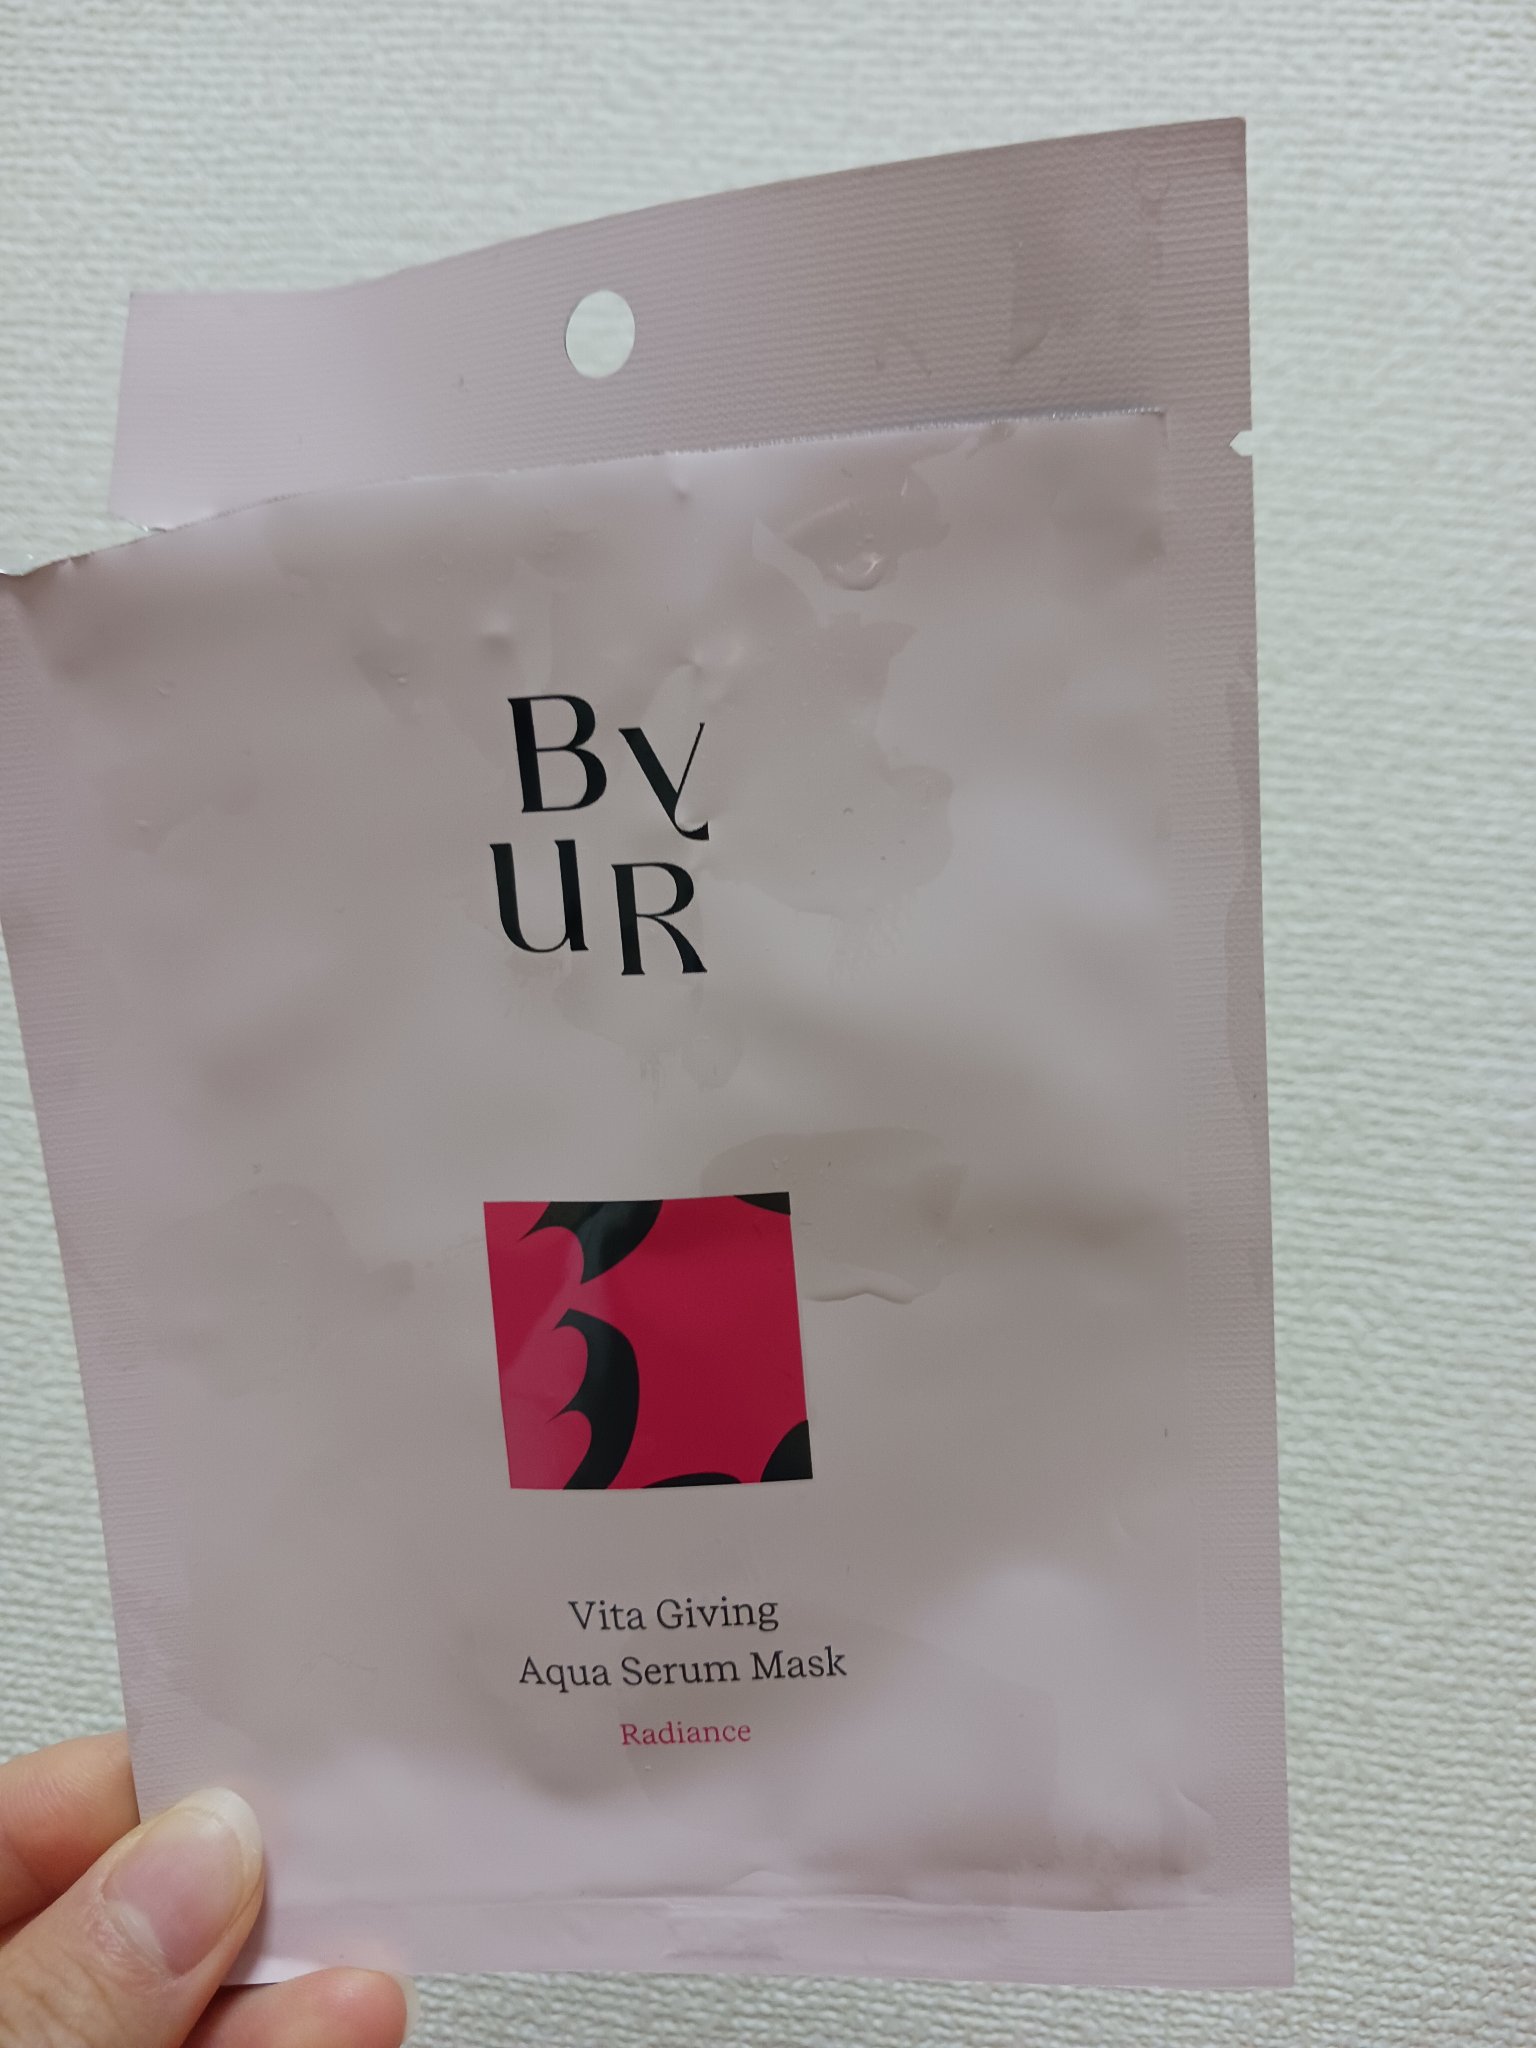 By
UR
Vita Giving
Aqua Serum Mask
Radiance